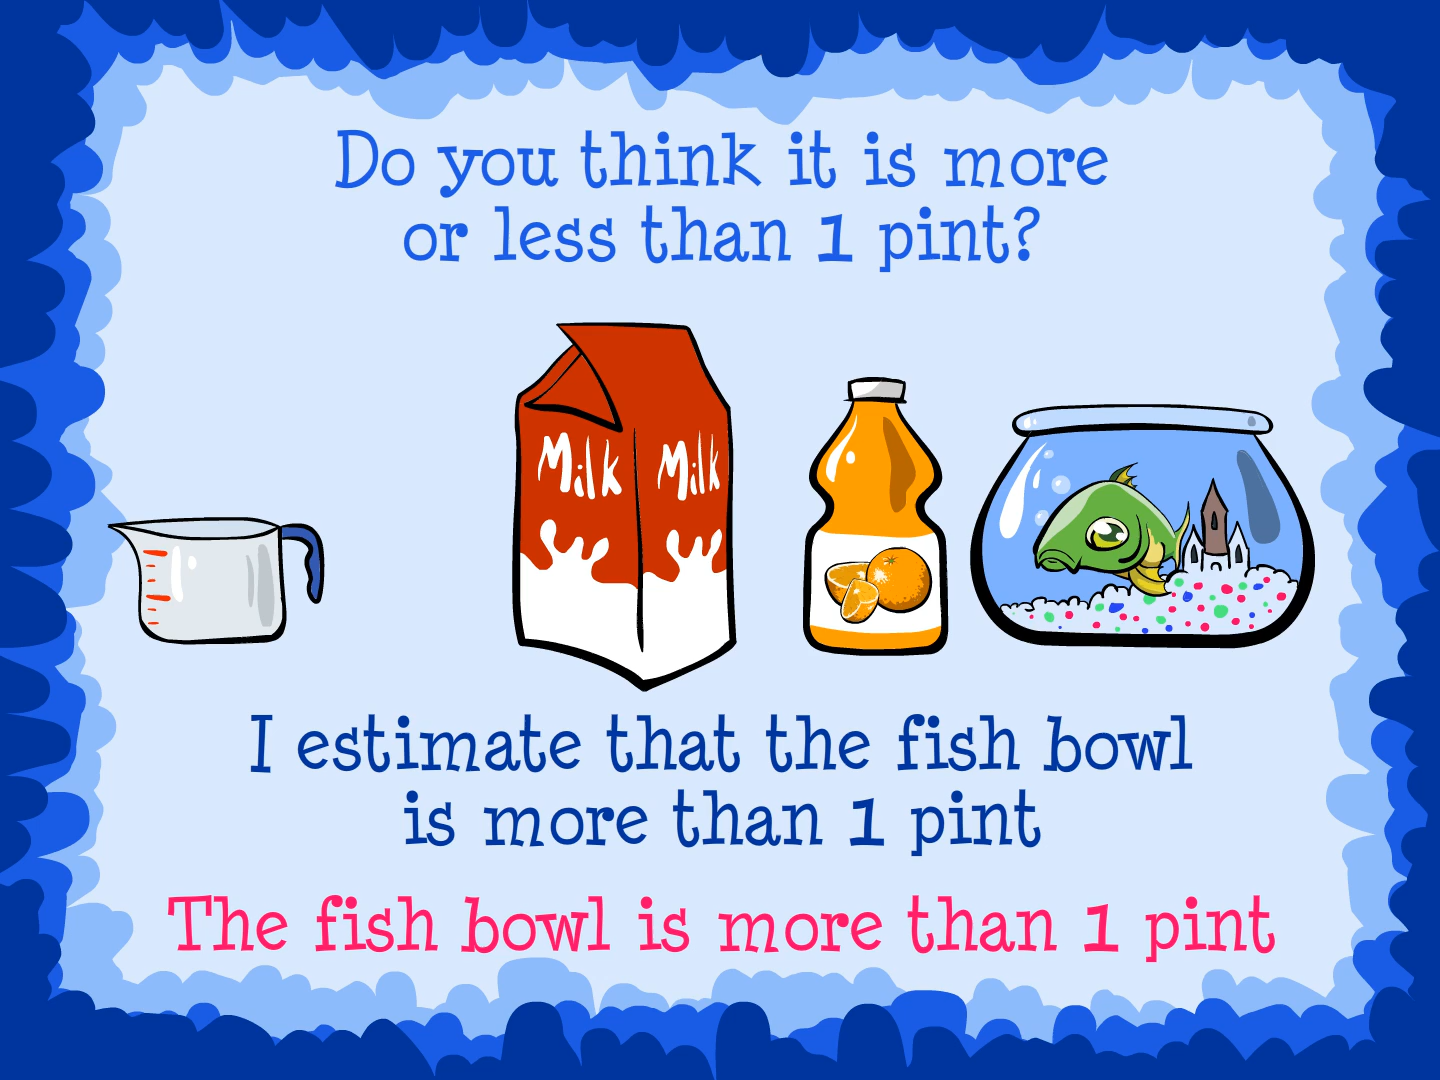 Do you think it is more
or less than 1 pint?
Milk Milk
I estimate that the fish bowl
is more than 1 pint
The fish bowl is more than 1 pint